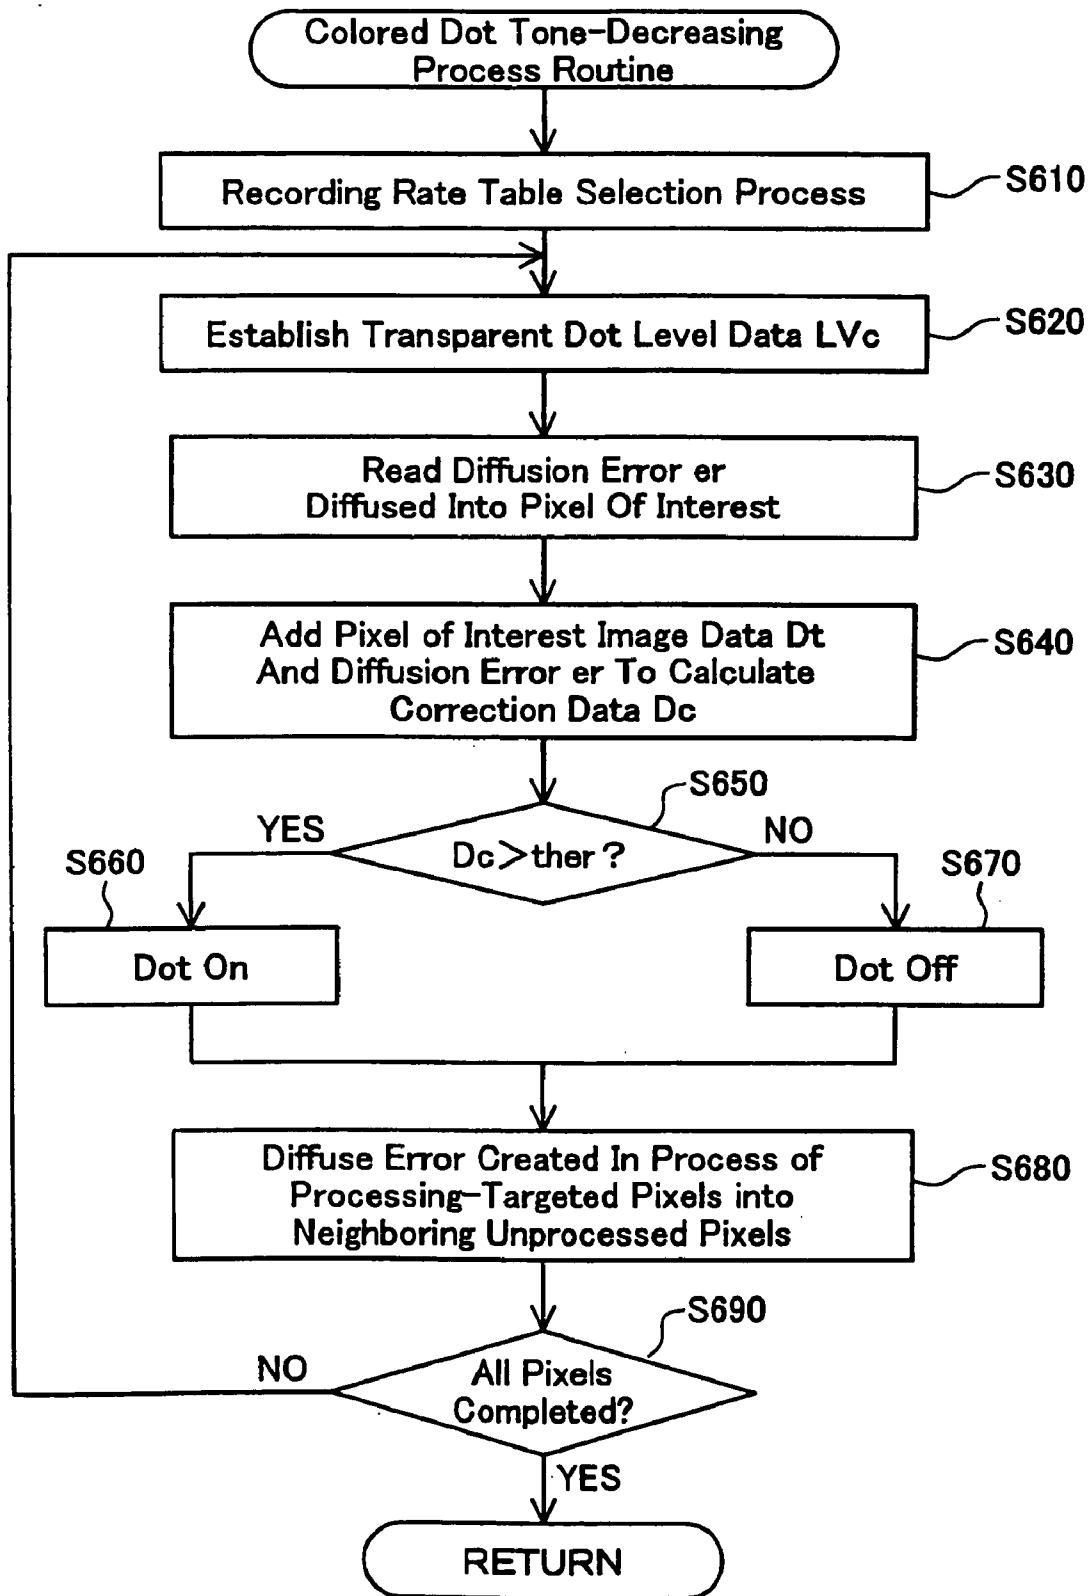 Colored Dot Tone-Decreasing
Process Routine
Recording Rate Table Selection Process
S610
Establish Transparent Dot Level Data LVc
S620
Read Diffusion Error er
Diffused Into Pixel Of Interest
S630
Add Pixel of Interest Image Data Dt
And Diffusion Error er To Calculate
Correction Data Dc
S640
S650
YES
Dc>ther?
NO
S660
S670
Dot On
Dot Off
Diffuse Error Created In Process of
Processing-Targeted Pixels into
Neighboring Unprocessed Pixels
S680
S690
NO
All Pixels
Completed?
YES
RETURN